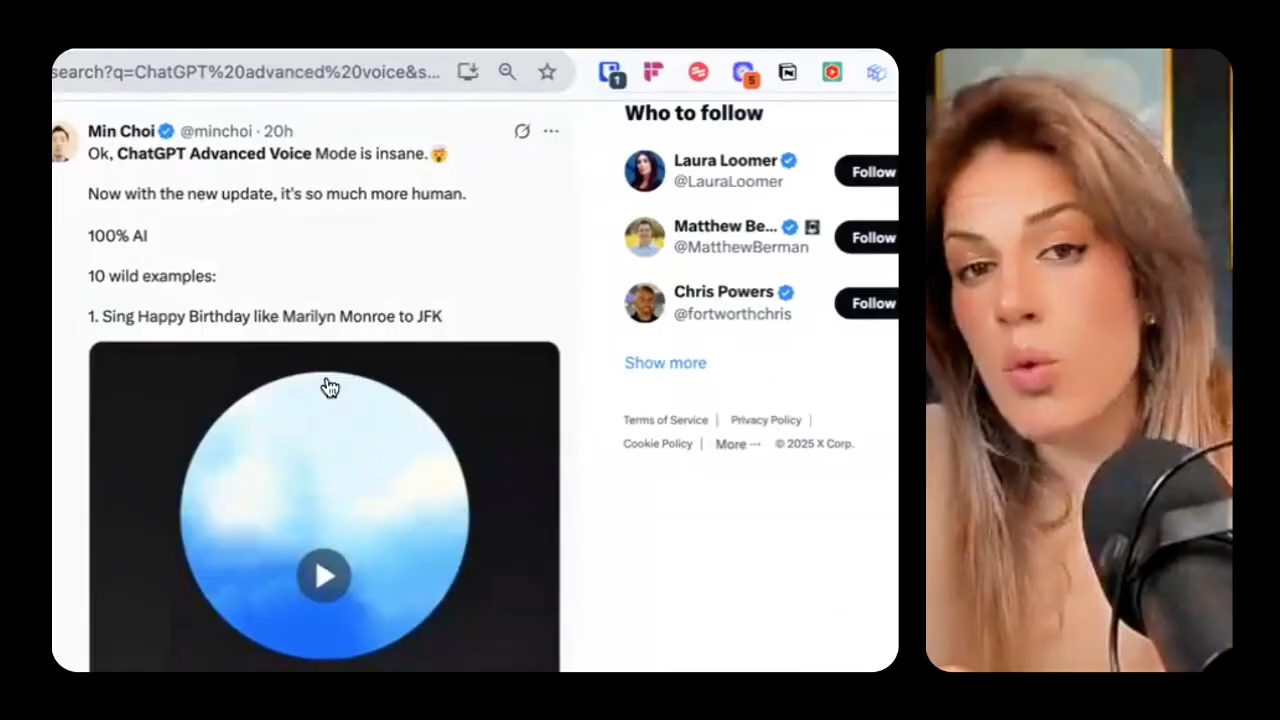 search?q=ChatGPT%20advanced%20voice&s...
1
5
Min Choi @minchoi · 20h
Ok, ChatGPT Advanced Voice Mode is insane.🤯
Now with the new update, it's so much more human.
100% AI
10 wild examples:
1. Sing Happy Birthday like Marilyn Monroe to JFK
Who to follow
Laura Loomer
@LauraLoomer
Follow
Matthew Be...
@MatthewBerman
Follow
Chris Powers
@fortworthchris
Follow
Show more
Terms of Service | Privacy Policy |
Cookie Policy | More ··· © 2025 X Corp.